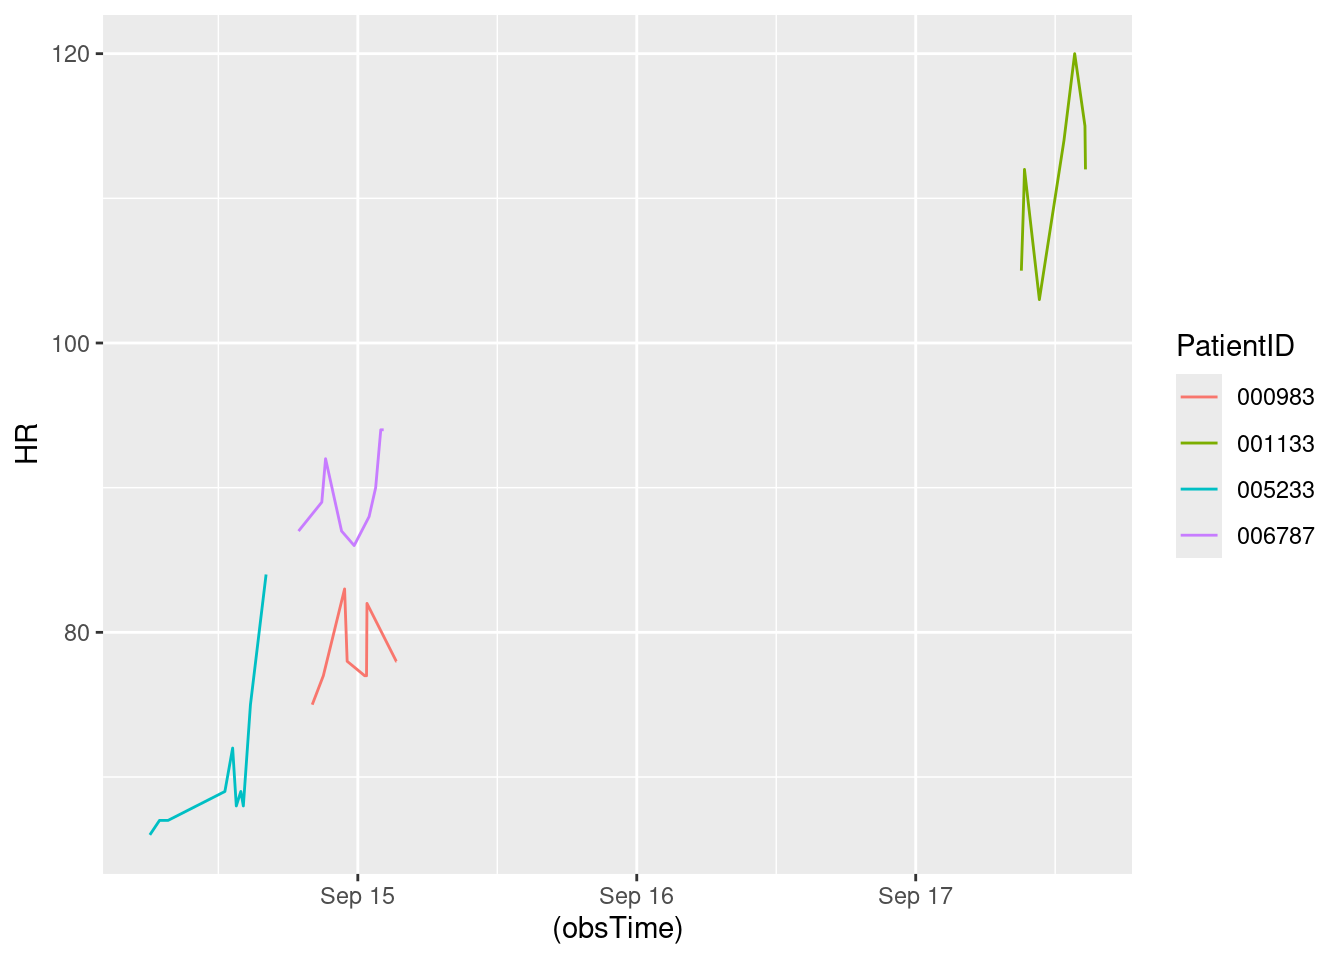 120
100
80
HR
Sep 15
Sep 16
Sep 17
(obsTime)
PatientID
000983
001133
005233
006787